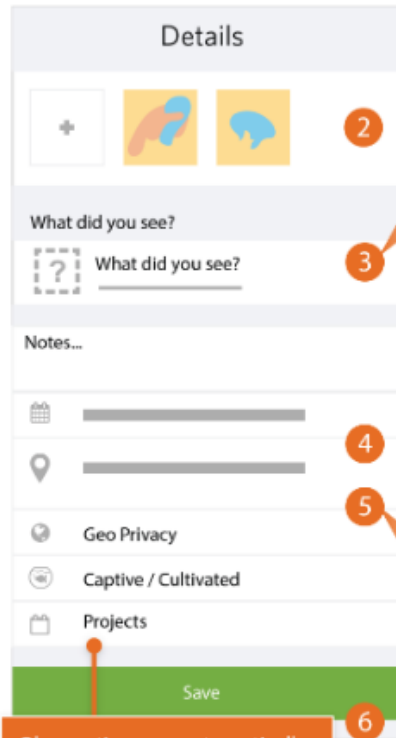 Details
2
What did you see?
? What did you see?
3
Notes...
4
5
Geo Privacy
Captive / Cultivated
Projects
Save
6